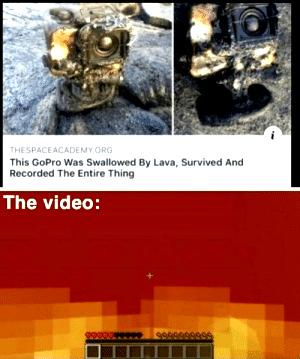 i
THESPACEACADEMY.ORG
This GoPro Was Swallowed By Lava, Survived And
Recorded The Entire Thing
The video: